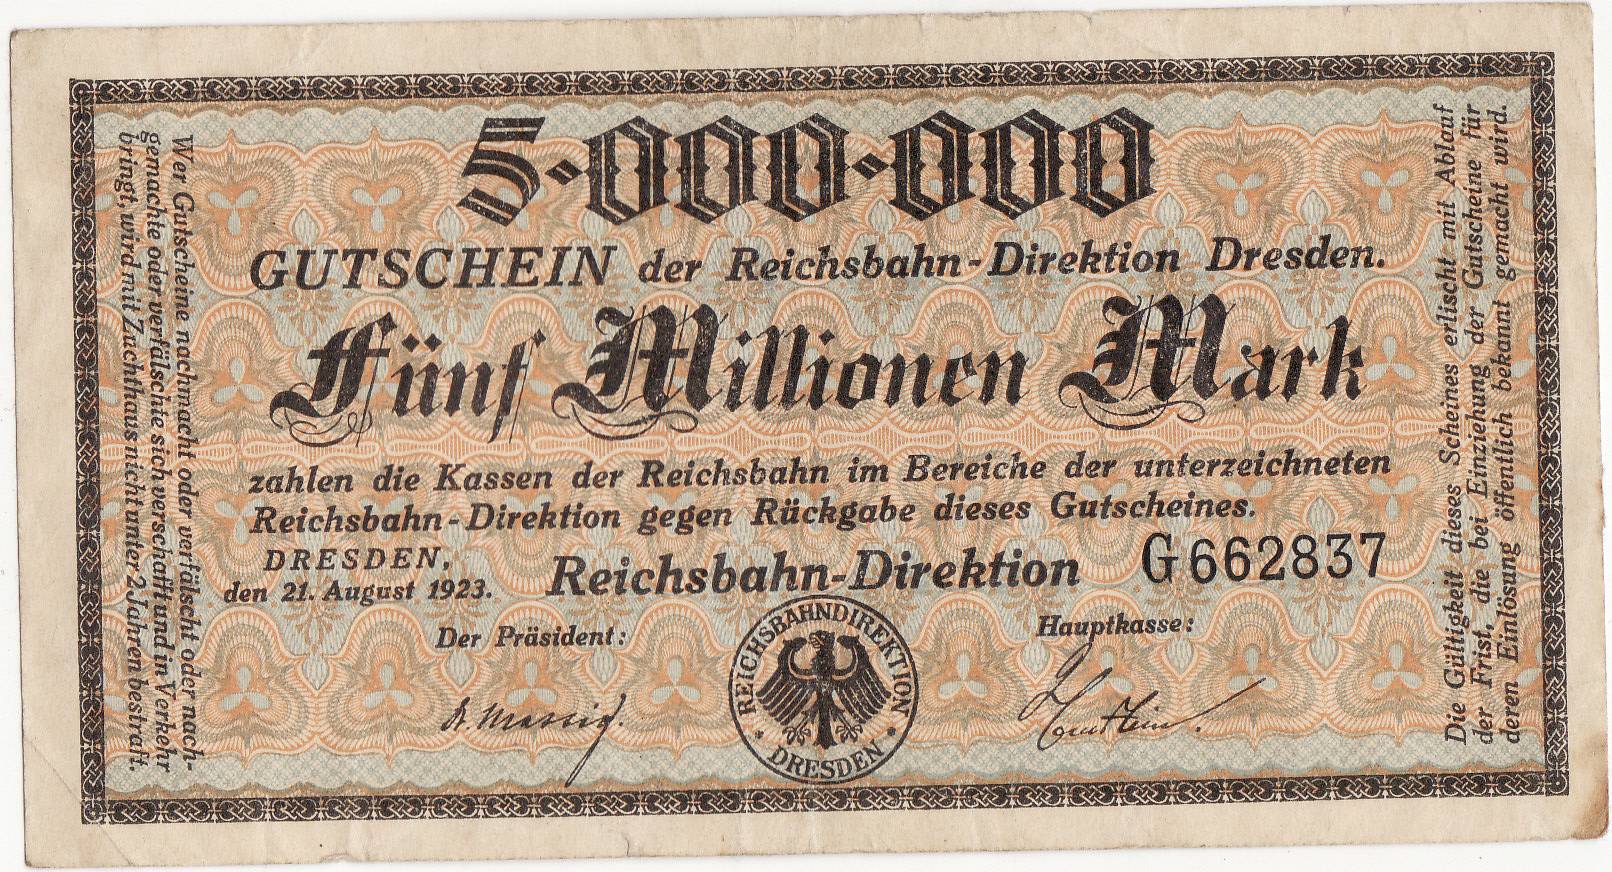 5·000·000
GUTSCHEIN der Reichsbahn-Direktion Dresden.
Fünf Millionen Mark
zahlen die Kassen der Reichsbahn im Bereiche der unterzeichneten
Reichsbahn-Direktion gegen Rückgabe dieses Gutscheines.
DRESDEN,
den 21. August 1923.
Reichsbahn-Direktion
G662837
Der Präsident:
Hauptkasse:
REICHSBAHNDIREKTION
* DRESDEN *
Wer Gutscheine nachmacht oder verfälscht oder nach-
gemachte oder verfälschte sich verschafft und in Verkehr
bringt, wird mit Zuchthaus nicht unter 2 Jahren bestraft.
Die Gültigkeit dieses Scheines erlischt mit Ablauf
der Frist, die bei Einziehung der Gutscheine für
deren Einlösung öffentlich bekannt gemacht wird.